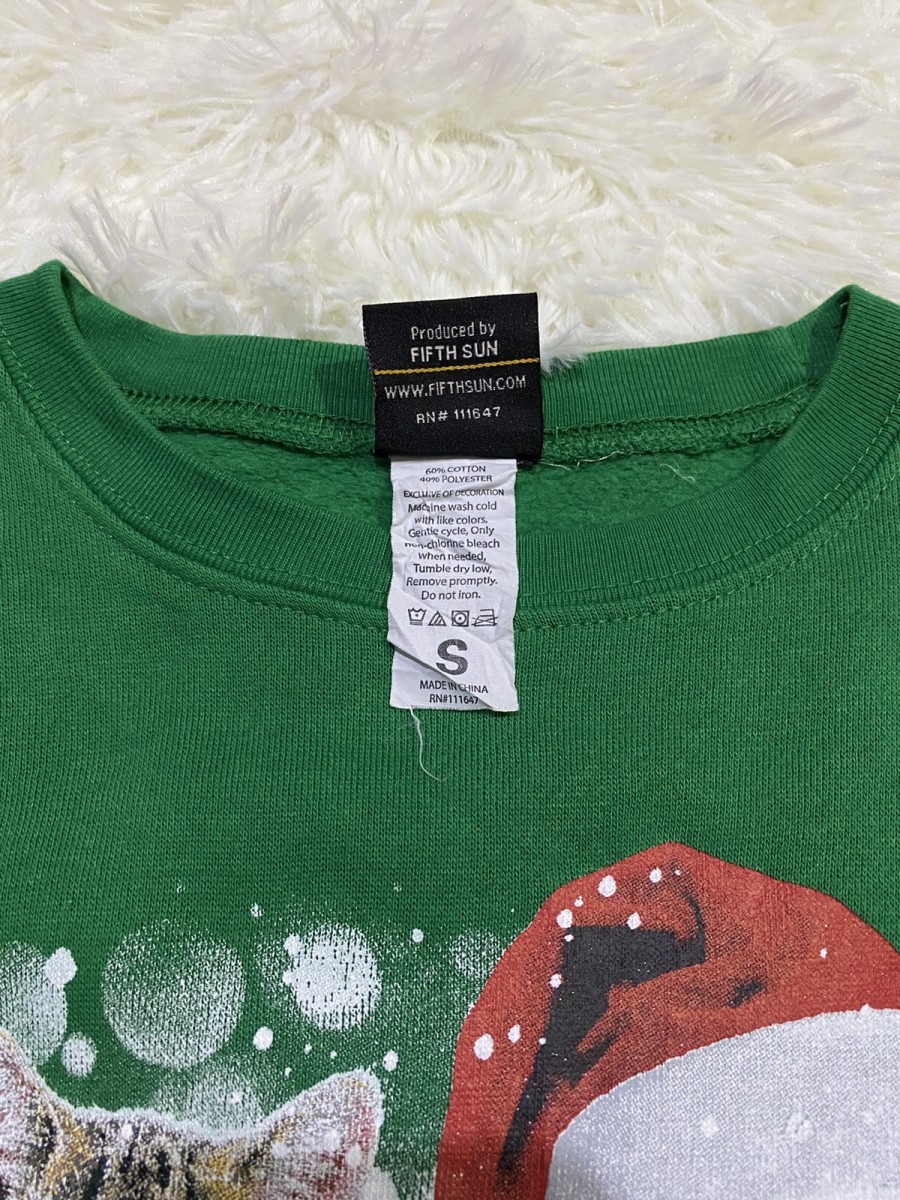 Produced by
FIFTH SUN
WWW.FIFTHSUN.COM
RN# 111647
60% COTTON
40% POLYESTER
EXCLUSIVE OF DECORATION
Machine wash cold
with like colors,
Gentle cycle, Only
non-chlorine bleach
when needed,
Tumble dry low,
Remove promptly.
Do not iron.
S
MADE IN CHINA
RN#111647